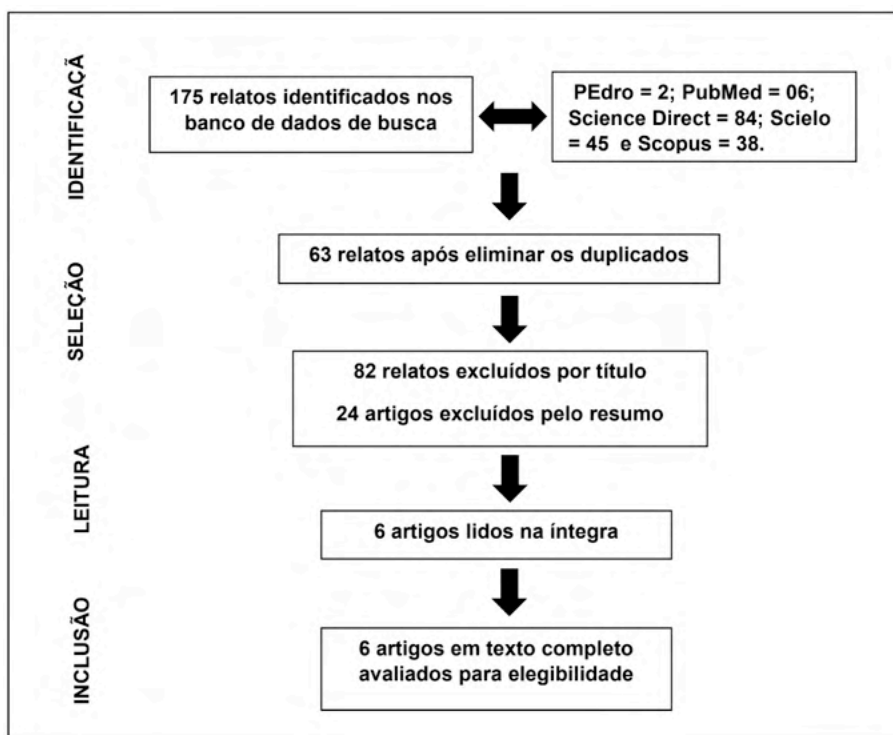 IDENTIFICAÇÃ
175 relatos identificados nos
banco de dados de busca
PEdro = 2; PubMed = 06;
Science Direct = 84; Scielo
= 45 e Scopus = 38.
SELEÇÃO
63 relatos após eliminar os duplicados
82 relatos excluídos por título
24 artigos excluídos pelo resumo
LEITURA
6 artigos lidos na íntegra
INCLUSÃO
6 artigos em texto completo
avaliados para elegibilidade